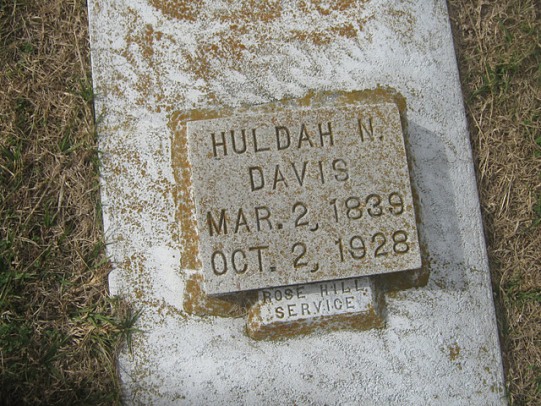 HULDAH N.
DAVIS
MAR. 2, 1839
OCT. 2, 1928
ROSE HILL
SERVICE